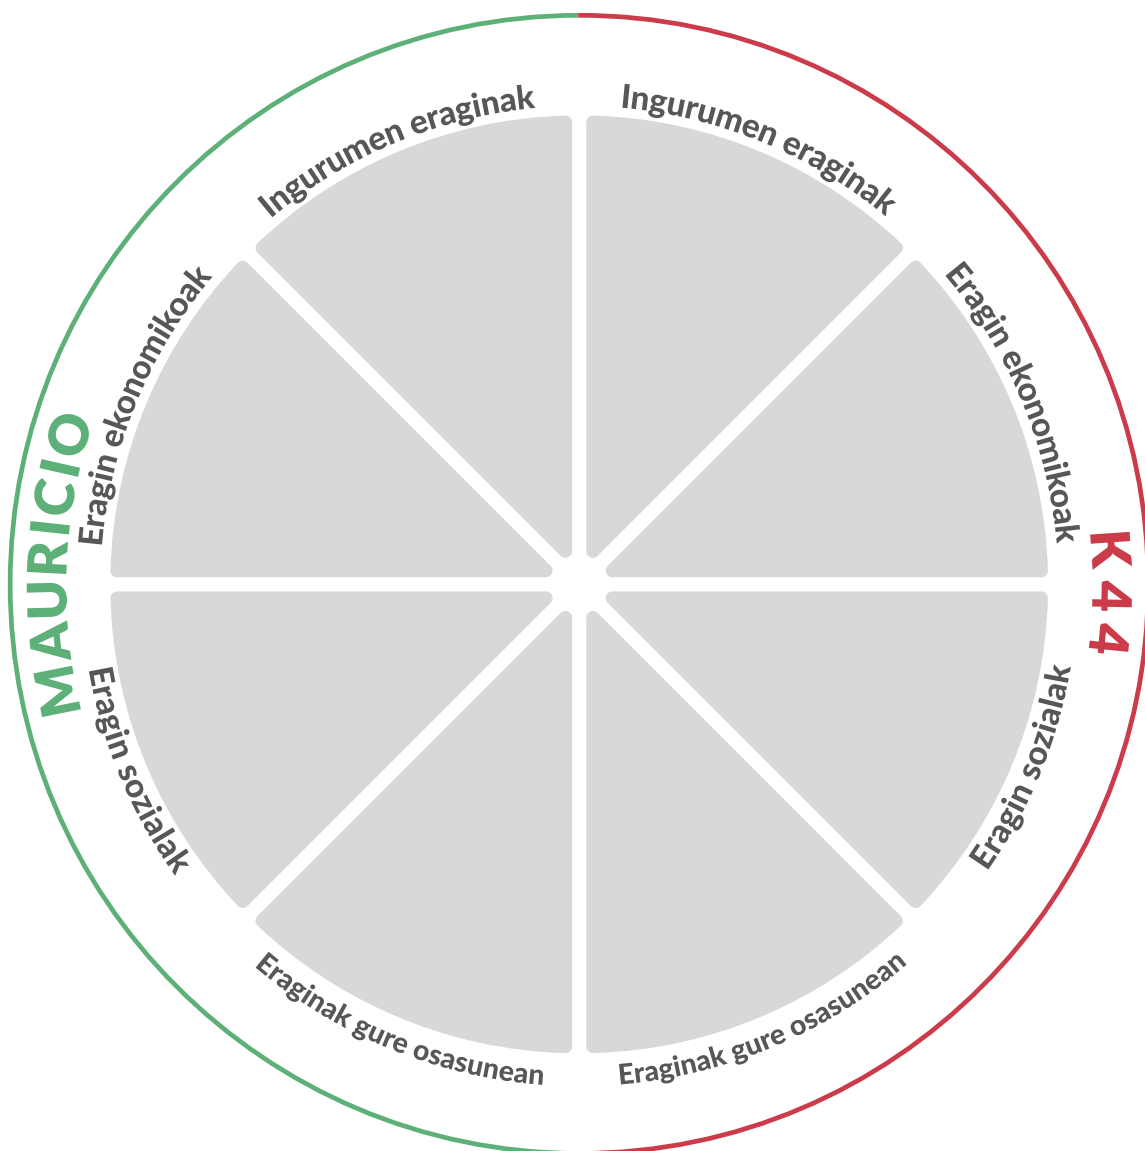 Ingurumen eraginak
Ingurumen eraginak
Eragin ekonomikoak
Eragin ekonomikoak
MAURICIO
K44
Eragin sozialak
Eragin sozialak
Eraginak gure osasunean
Eraginak gure osasunean